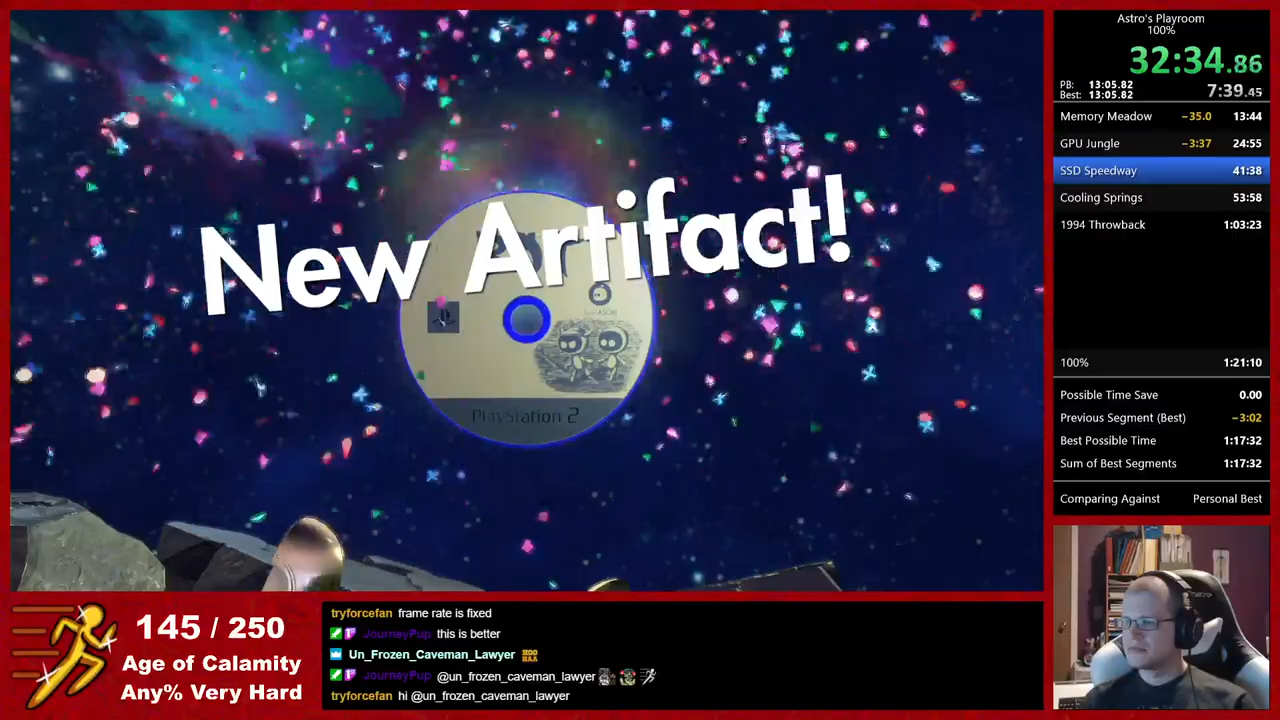 New Artifact!
PlayStation 2
Astro's Playroom
100%
32:34.86
PB: 13:05.82
Best: 13:05.82
7:39.45
Memory Meadow −35.0 13:44
GPU Jungle −3:37 24:55
SSD Speedway 41:38
Cooling Springs 53:58
1994 Throwback 1:03:23
100% 1:21:10
Possible Time Save 0.00
Previous Segment (Best) −3:02
Best Possible Time 1:17:32
Sum of Best Segments 1:17:32
Comparing Against Personal Best
145 / 250
Age of Calamity
Any% Very Hard
tryforcefan frame rate is fixed
JourneyPup this is better
Un_Frozen_Caveman_Lawyer
JourneyPup @un_frozen_caveman_lawyer
tryforcefan hi @un_frozen_caveman_lawyer